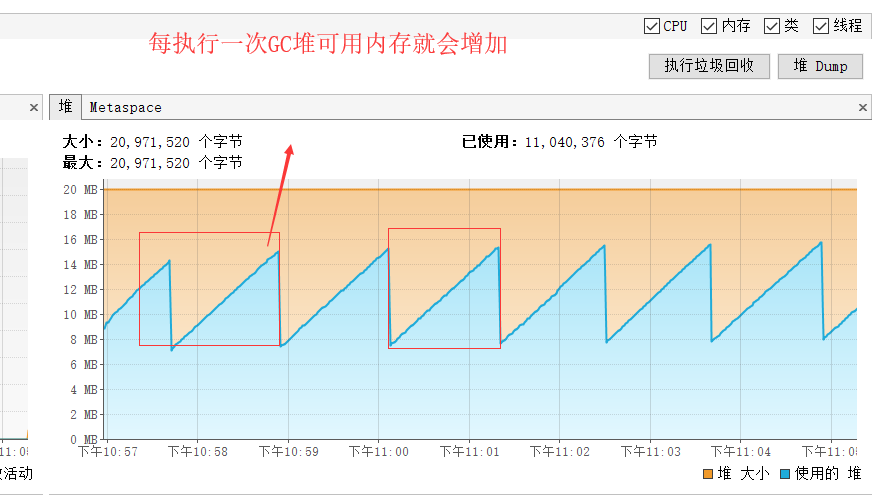 CPU 内存 类 线程
每执行一次GC堆可用内存就会增加
执行垃圾回收 堆 Dump
堆 Metaspace
大小: 20,971,520 个字节 已使用: 11,040,376 个字节
最大: 20,971,520 个字节
20 MB
18 MB
16 MB
14 MB
12 MB
10 MB
8 MB
6 MB
4 MB
2 MB
0 MB
下午10:57 下午10:58 下午10:59 下午11:00 下午11:01 下午11:02 下午11:03 下午11:04 下午11:05
活动 堆 大小 使用的 堆